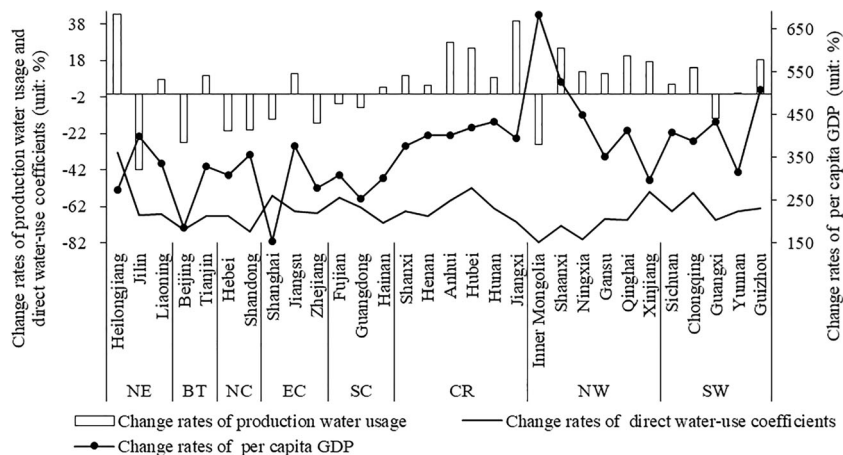 Change rates of production water usage and
direct water-use coefficients (unit: %)
38
18
-2
-22
-42
-62
-82
Heilongjiang
Jilin
Liaoning
Beijing
Tianjin
Hebei
Shandong
Shanghai
Jiangsu
Zhejiang
Fujian
Guangdong
Hainan
Shanxi
Henan
Anhui
Hubei
Hunan
Jiangxi
Inner Mongolia
Shaanxi
Ningxia
Gansu
Qinghai
Xinjiang
Sichuan
Chongqing
Guangxi
Yunnan
Guizhou
NE BT NC EC SC CR NW SW
650
550
450
350
250
150
Change rates of per capita GDP (unit: %)
Change rates of production water usage
Change rates of direct water-use coefficients
Change rates of per capita GDP